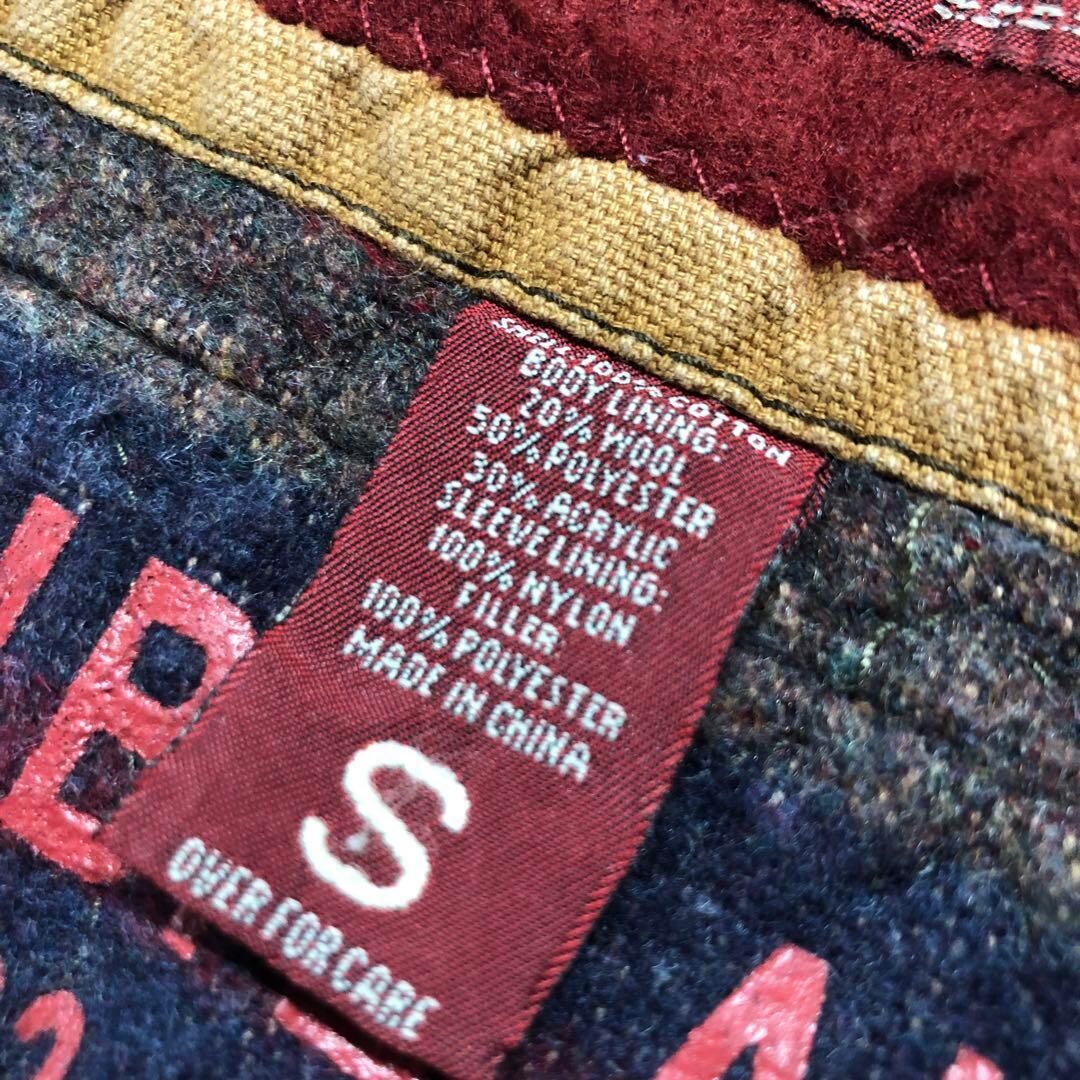 SHELL:100% COTTON
BODY LINING:
20% WOOL
50% POLYESTER
30% ACRYLIC
SLEEVE LINING:
100% NYLON
FILLER:
100% POLYESTER
MADE IN CHINA
S
OVER FOR CARE